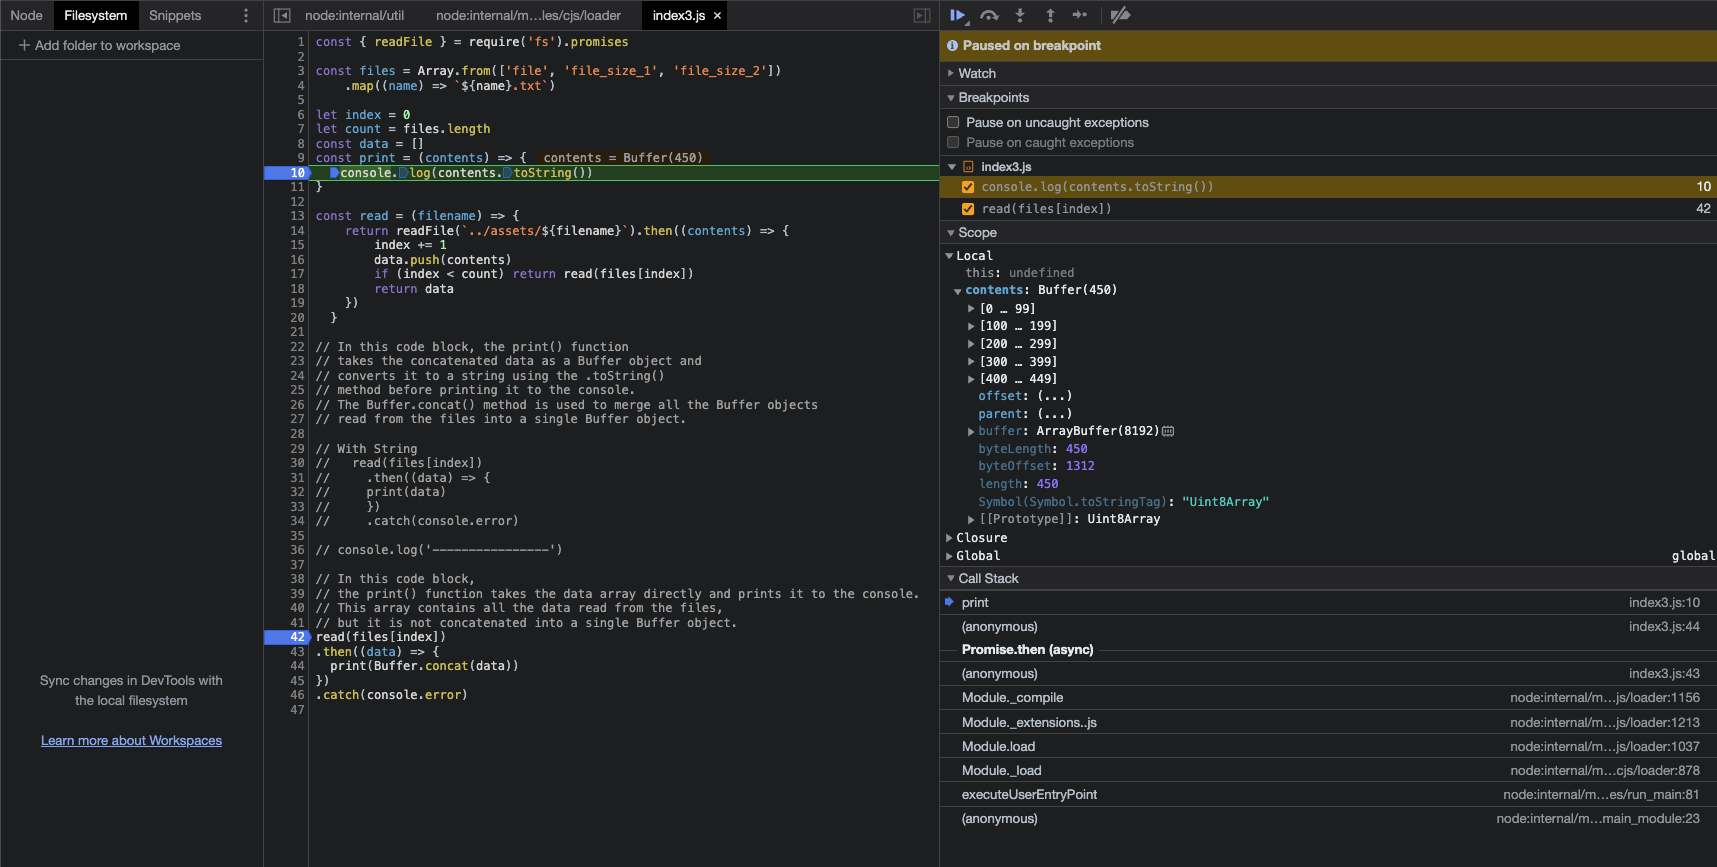 Node Filesystem Snippets
+ Add folder to workspace
Sync changes in DevTools with
the local filesystem
Learn more about Workspaces
node:internal/util node:internal/m…les/cjs/loader index3.js ×
1 const { readFile } = require('fs').promises
2
3 const files = Array.from(['file', 'file_size_1', 'file_size_2'])
4     .map((name) => `${name}.txt`)
5
6 let index = 0
7 let count = files.length
8 const data = []
9 const print = (contents) => { contents = Buffer(450)
10   console.log(contents.toString())
11 }
12
13 const read = (filename) => {
14     return readFile(`../assets/${filename}`).then((contents) => {
15         index += 1
16         data.push(contents)
17         if (index < count) return read(files[index])
18         return data
19     })
20   }
21
22 // In this code block, the print() function
23 // takes the concatenated data as a Buffer object and
24 // converts it to a string using the .toString()
25 // method before printing it to the console.
26 // The Buffer.concat() method is used to merge all the Buffer objects
27 // read from the files into a single Buffer object.
28
29 // With String
30 //   read(files[index])
31 //     .then((data) => {
32 //     print(data)
33 //     })
34 //     .catch(console.error)
35
36 // console.log('----------------')
37
38 // In this code block,
39 // the print() function takes the data array directly and prints it to the console.
40 // This array contains all the data read from the files,
41 // but it is not concatenated into a single Buffer object.
42 read(files[index])
43 .then((data) => {
44   print(Buffer.concat(data))
45 })
46 .catch(console.error)
47
Paused on breakpoint
Watch
Breakpoints
Pause on uncaught exceptions
Pause on caught exceptions
index3.js
console.log(contents.toString()) 10
read(files[index]) 42
Scope
Local
this: undefined
contents: Buffer(450)
[0 … 99]
[100 … 199]
[200 … 299]
[300 … 399]
[400 … 449]
offset: (...)
parent: (...)
buffer: ArrayBuffer(8192)
byteLength: 450
byteOffset: 1312
length: 450
Symbol(Symbol.toStringTag): "Uint8Array"
[[Prototype]]: Uint8Array
Closure
Global global
Call Stack
print index3.js:10
(anonymous) index3.js:44
Promise.then (async)
(anonymous) index3.js:43
Module._compile node:internal/m…js/loader:1156
Module._extensions..js node:internal/m…js/loader:1213
Module.load node:internal/m…js/loader:1037
Module._load node:internal/m…cjs/loader:878
executeUserEntryPoint node:internal/m…es/run_main:81
(anonymous) node:internal/m…main_module:23